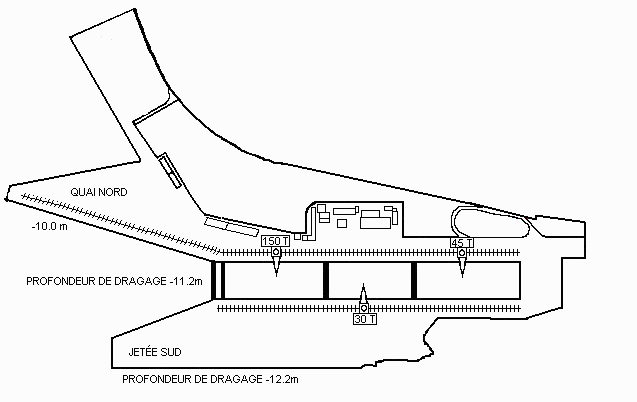 QUAI NORD
-10.0 m
150 T
45 T
PROFONDEUR DE DRAGAGE -11.2m
30 T
JETÉE SUD
PROFONDEUR DE DRAGAGE -12.2m